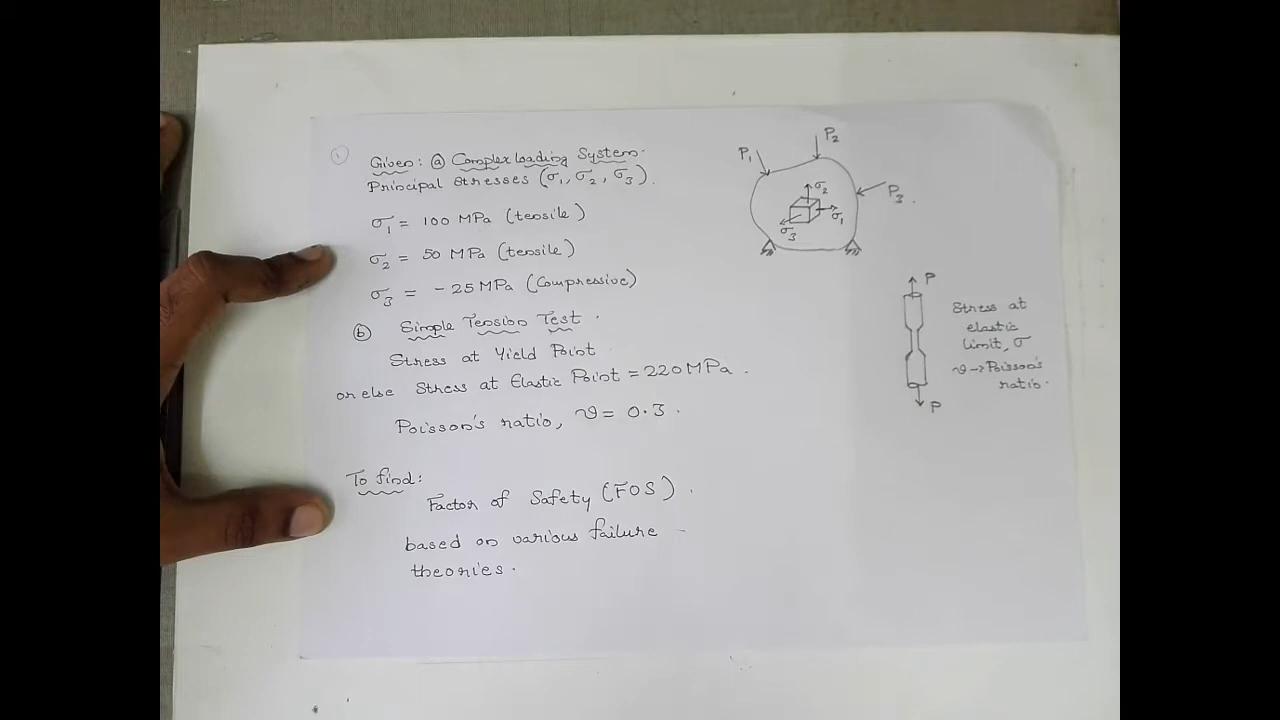 ①
Given: ⓐ Complex loading System.
Principal Stresses (σ₁, σ₂, σ₃).
σ₁ = 100 MPa (tensile)
σ₂ = 50 MPa (tensile)
σ₃ = -25 MPa (Compressive)
ⓑ Simple Tension Test.
Stress at Yield Point
or else Stress at Elastic Point = 220 MPa.
Poisson's ratio, ϑ = 0.3.
To find:
Factor of Safety (FOS).
based on various failure
theories.
P₁
P₂
P₃.
σ₂
σ₁
σ₃
P
Stress at
elastic
limit, σ
ϑ → Poisson's
ratio.
P